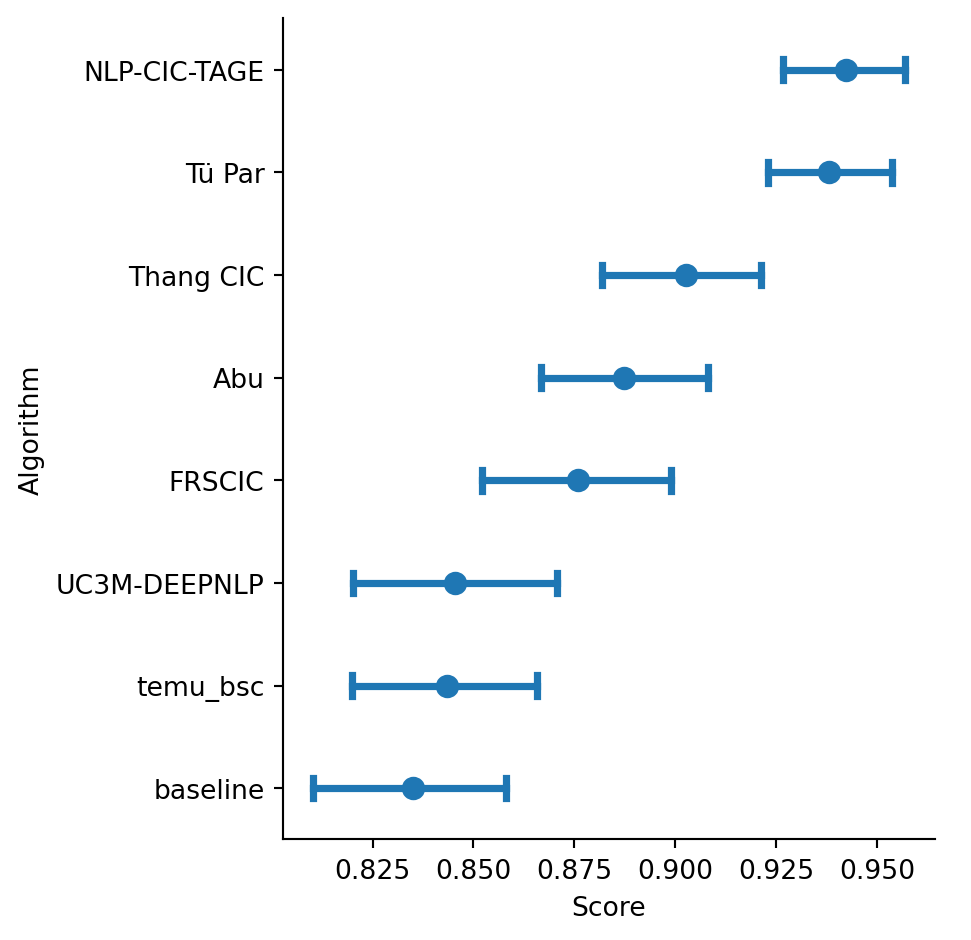 NLP-CIC-TAGE
Tü Par
Thang CIC
Abu
FRSCIC
UC3M-DEEPNLP
temu_bsc
baseline
Algorithm
0.825 0.850 0.875 0.900 0.925 0.950
Score